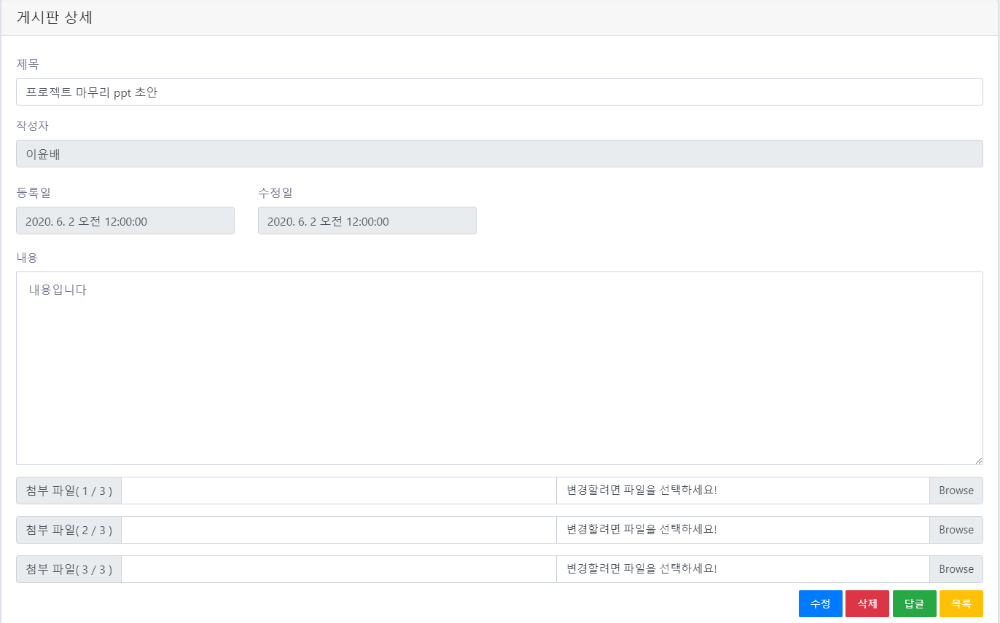 게시판 상세
제목
프로젝트 마무리 ppt 초안
작성자
이윤배
등록일 수정일
2020. 6. 2 오전 12:00:00 2020. 6. 2 오전 12:00:00
내용
내용입니다
첨부 파일( 1 / 3 ) 변경할려면 파일을 선택하세요! Browse
첨부 파일( 2 / 3 ) 변경할려면 파일을 선택하세요! Browse
첨부 파일( 3 / 3 ) 변경할려면 파일을 선택하세요! Browse
수정 삭제 답글 목록